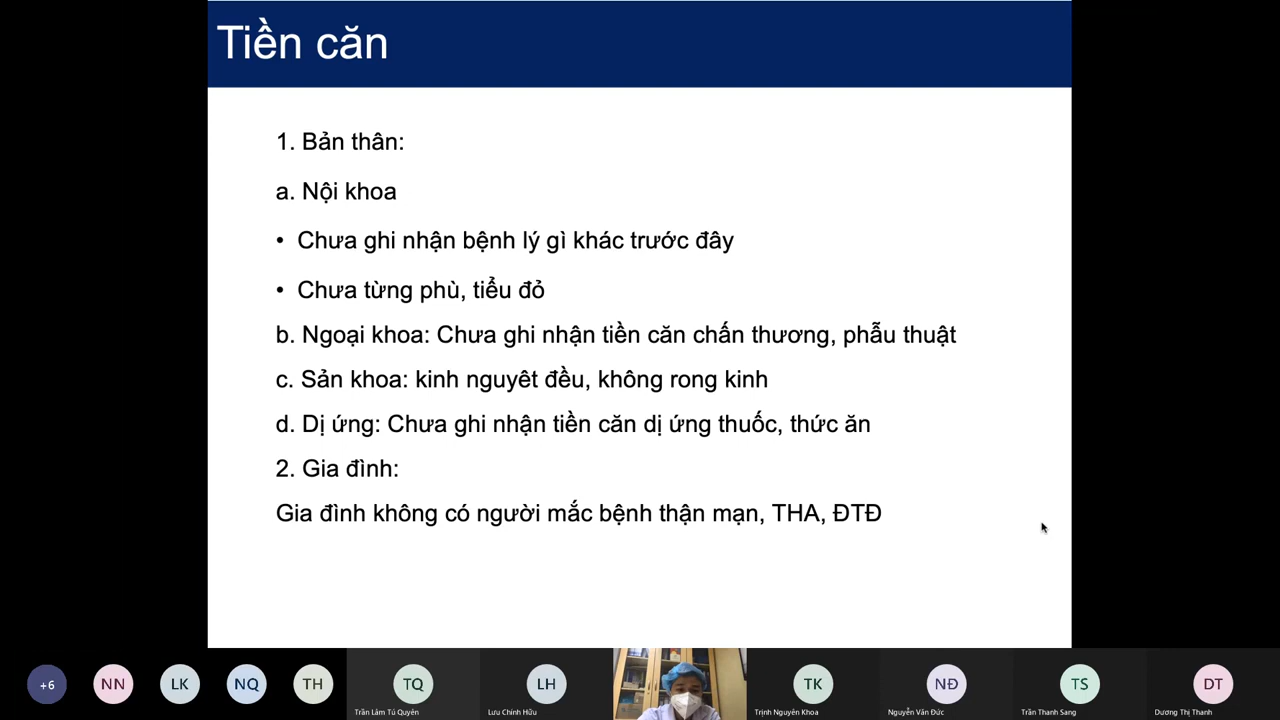 Tiền căn
1. Bản thân:
a. Nội khoa
• Chưa ghi nhận bệnh lý gì khác trước đây
• Chưa từng phù, tiểu đỏ
b. Ngoại khoa: Chưa ghi nhận tiền căn chấn thương, phẫu thuật
c. Sản khoa: kinh nguyêt đều, không rong kinh
d. Dị ứng: Chưa ghi nhận tiền căn dị ứng thuốc, thức ăn
2. Gia đình:
Gia đình không có người mắc bệnh thận mạn, THA, ĐTĐ
+6 NN LK NQ TH TQ LH TK NĐ TS DT
Trần Lâm Tú Quyên Lưu Chính Hữu Trịnh Nguyên Khoa Nguyễn Văn Đức Trần Thanh Sang Dương Thị Thanh